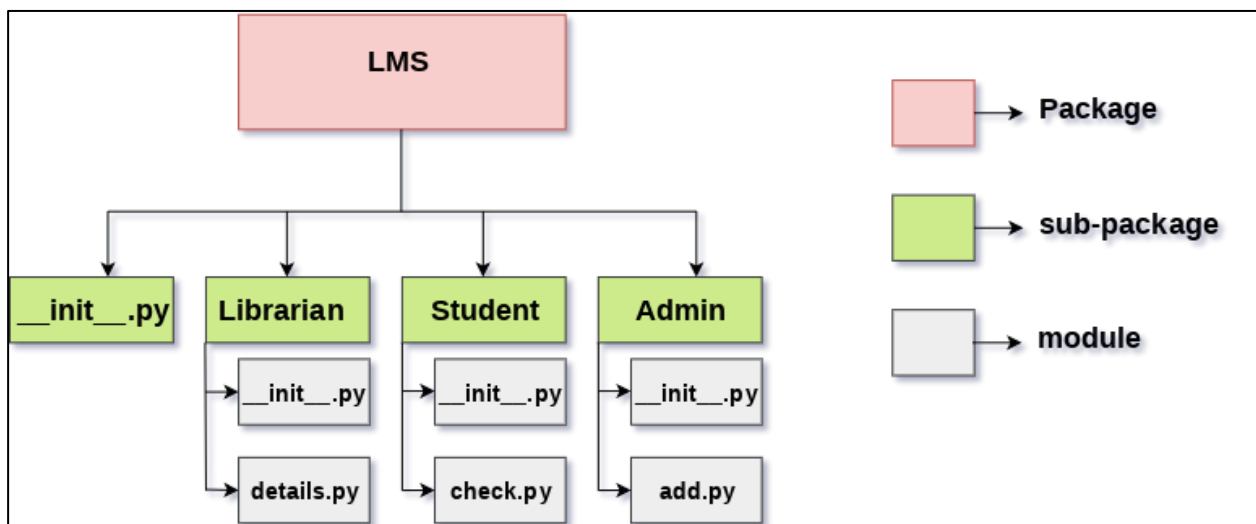 LMS
Package
sub-package
module
__init__.py
Librarian
Student
Admin
__init__.py
__init__.py
__init__.py
details.py
check.py
add.py